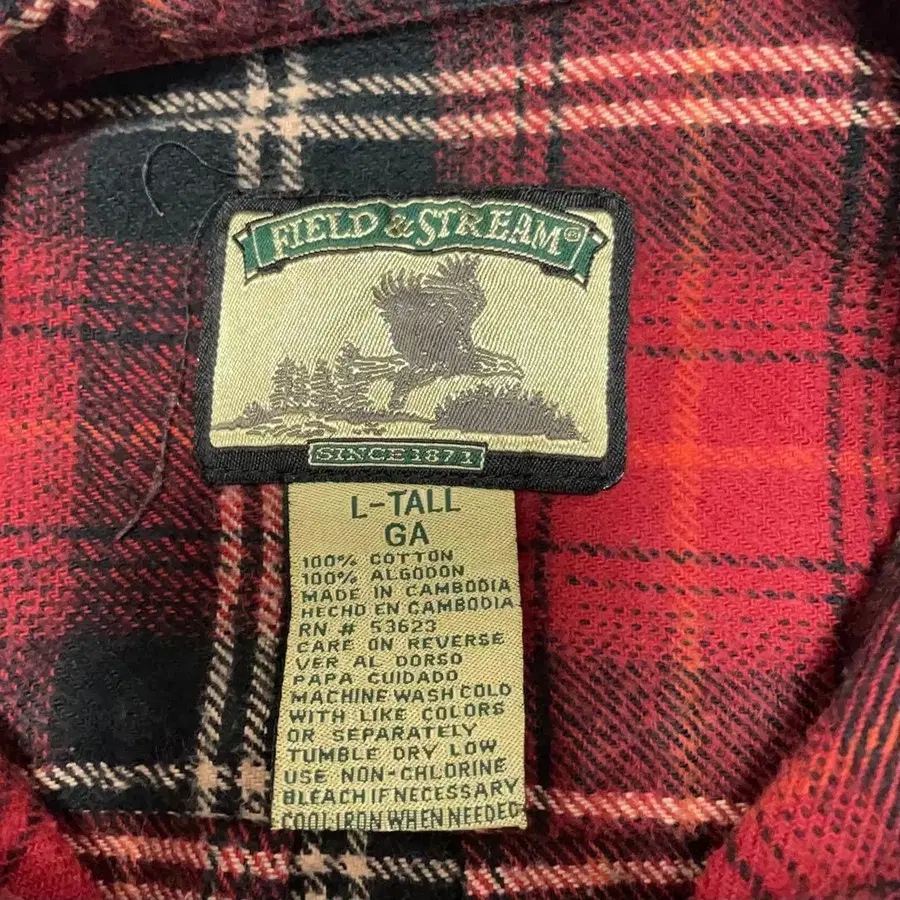 FIELD & STREAM®
SINCE 1871
L-TALL
GA
100% COTTON
100% ALGODON
MADE IN CAMBODIA
HECHO EN CAMBODIA
RN # 53623
CARE ON REVERSE
VER AL DORSO
PAPA CUIDADO
MACHINE WASH COLD
WITH LIKE COLORS
OR SEPARATELY
TUMBLE DRY LOW
USE NON-CHLORINE
BLEACH IF NECESSARY
COOL IRON WHEN NEEDED